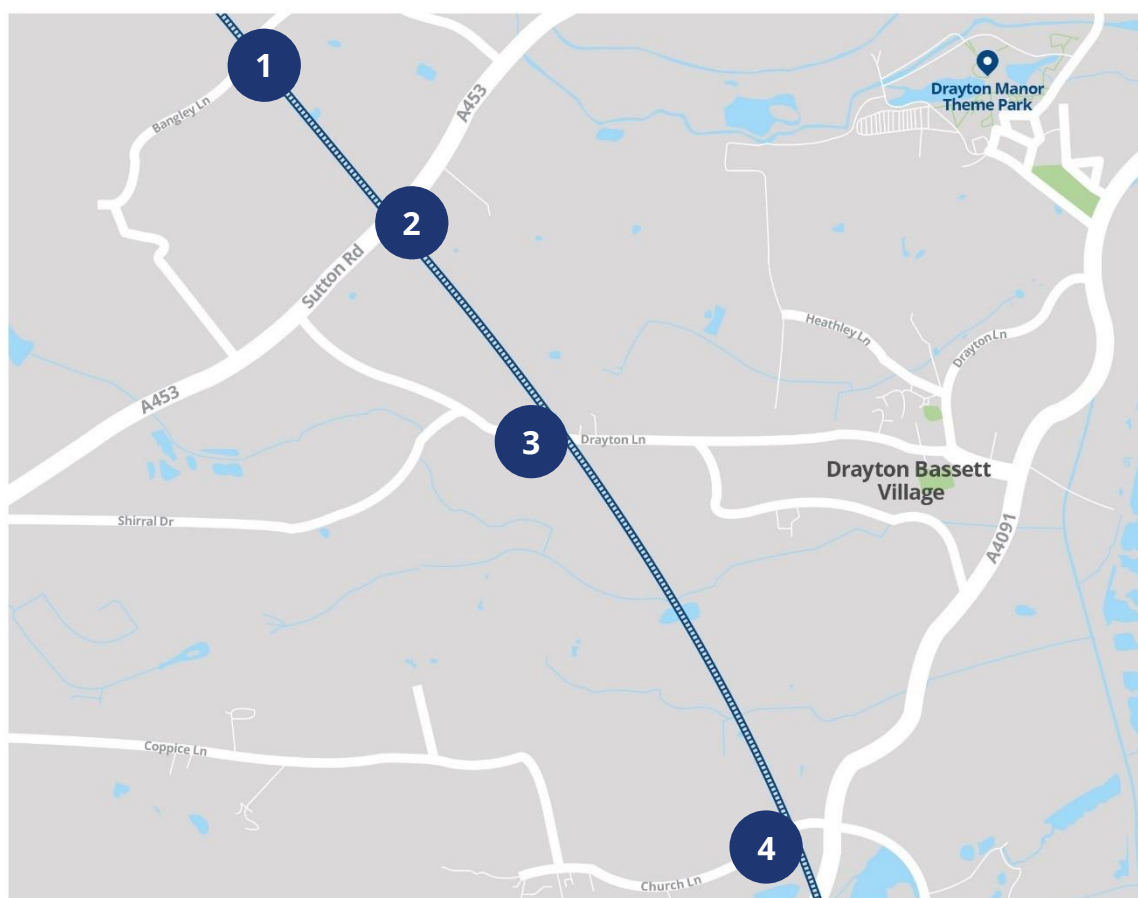 1
Drayton Manor
Theme Park
Bangley Ln
A453
2
Sutton Rd
Heathley Ln
Drayton Ln
A453
3
Drayton Ln
Drayton Bassett
Village
Shirral Dr
A4091
Coppice Ln
4
Church Ln